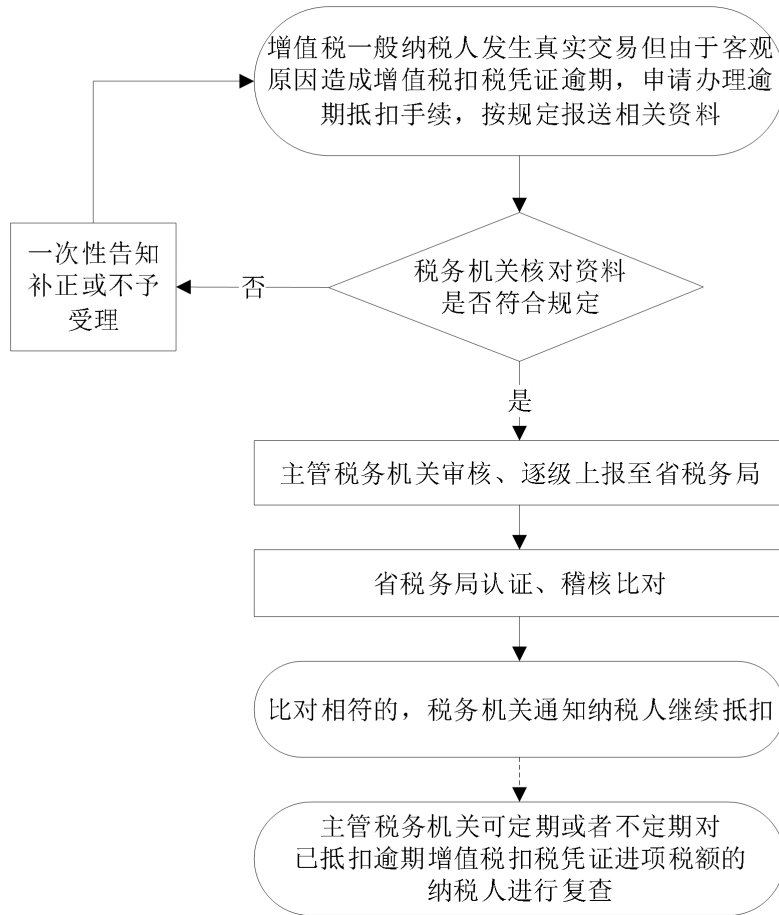 增值税一般纳税人发生真实交易但由于客观
原因造成增值税扣税凭证逾期，申请办理逾
期抵扣手续，按规定报送相关资料
税务机关核对资料
是否符合规定
否
一次性告知
补正或不予
受理
是
主管税务机关审核、逐级上报至省税务局
省税务局认证、稽核比对
比对相符的，税务机关通知纳税人继续抵扣
主管税务机关可定期或者不定期对
已抵扣逾期增值税扣税凭证进项税额的
纳税人进行复查